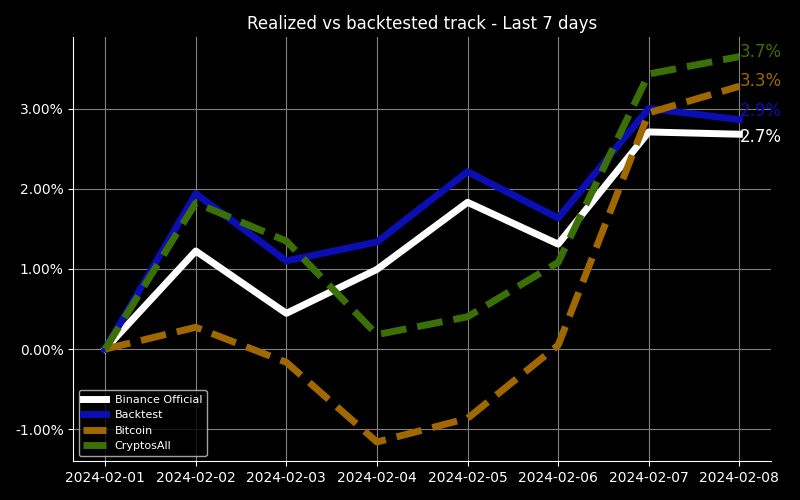 Realized vs backtested track - Last 7 days
3.7%
3.3%
2.9%
2.7%
3.00%
2.00%
1.00%
0.00%
-1.00%
Binance Official
Backtest
Bitcoin
CryptosAll
2024-02-01 2024-02-02 2024-02-03 2024-02-04 2024-02-05 2024-02-06 2024-02-07 2024-02-08